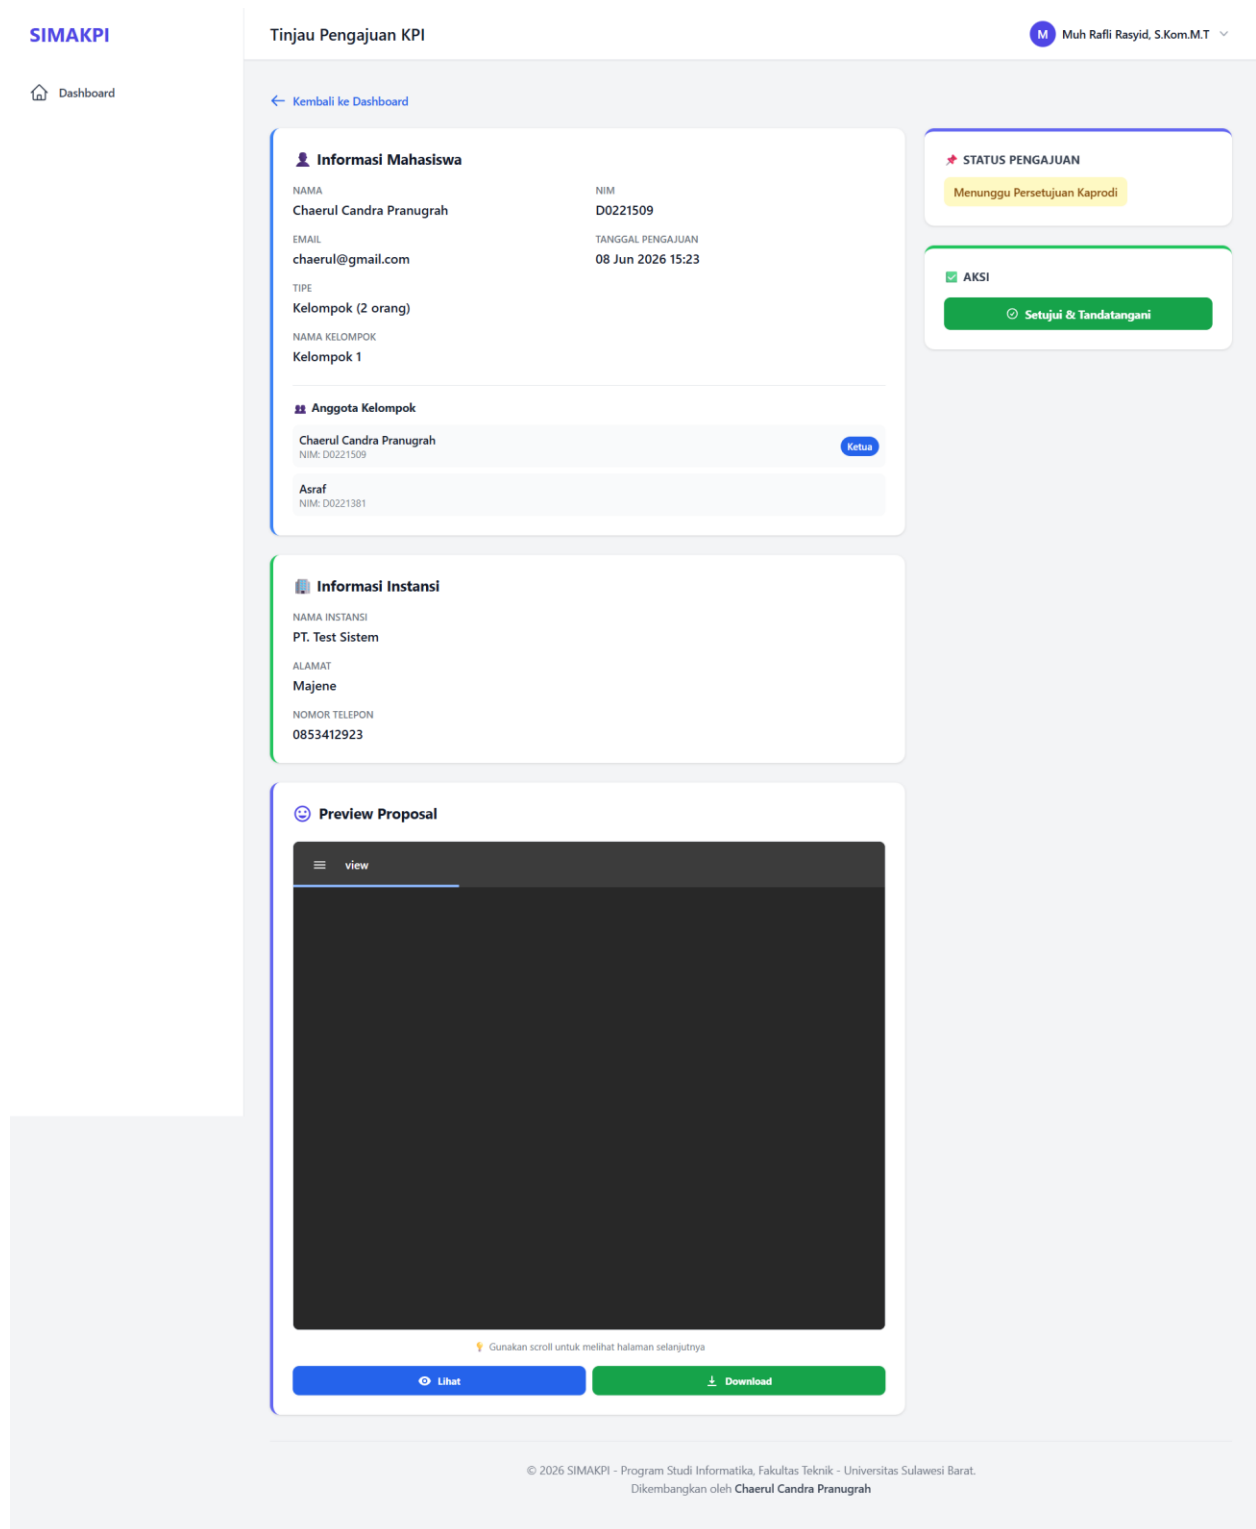 SIMAKPI
Dashboard
Tinjau Pengajuan KPI
M Muh Rafli Rasyid, S.Kom.M.T
Kembali ke Dashboard
Informasi Mahasiswa
NAMA
Chaerul Candra Pranugrah
NIM
D0221509
EMAIL
chaerul@gmail.com
TANGGAL PENGAJUAN
08 Jun 2026 15:23
TIPE
Kelompok (2 orang)
NAMA KELOMPOK
Kelompok 1
Anggota Kelompok
Chaerul Candra Pranugrah
NIM: D0221509
Ketua
Asraf
NIM: D0221381
STATUS PENGAJUAN
Menunggu Persetujuan Kaprodi
AKSI
Setujui & Tandatangani
Informasi Instansi
NAMA INSTANSI
PT. Test Sistem
ALAMAT
Majene
NOMOR TELEPON
0853412923
Preview Proposal
view
Gunakan scroll untuk melihat halaman selanjutnya
Lihat
Download
© 2026 SIMAKPI - Program Studi Informatika, Fakultas Teknik - Universitas Sulawesi Barat.
Dikembangkan oleh Chaerul Candra Pranugrah